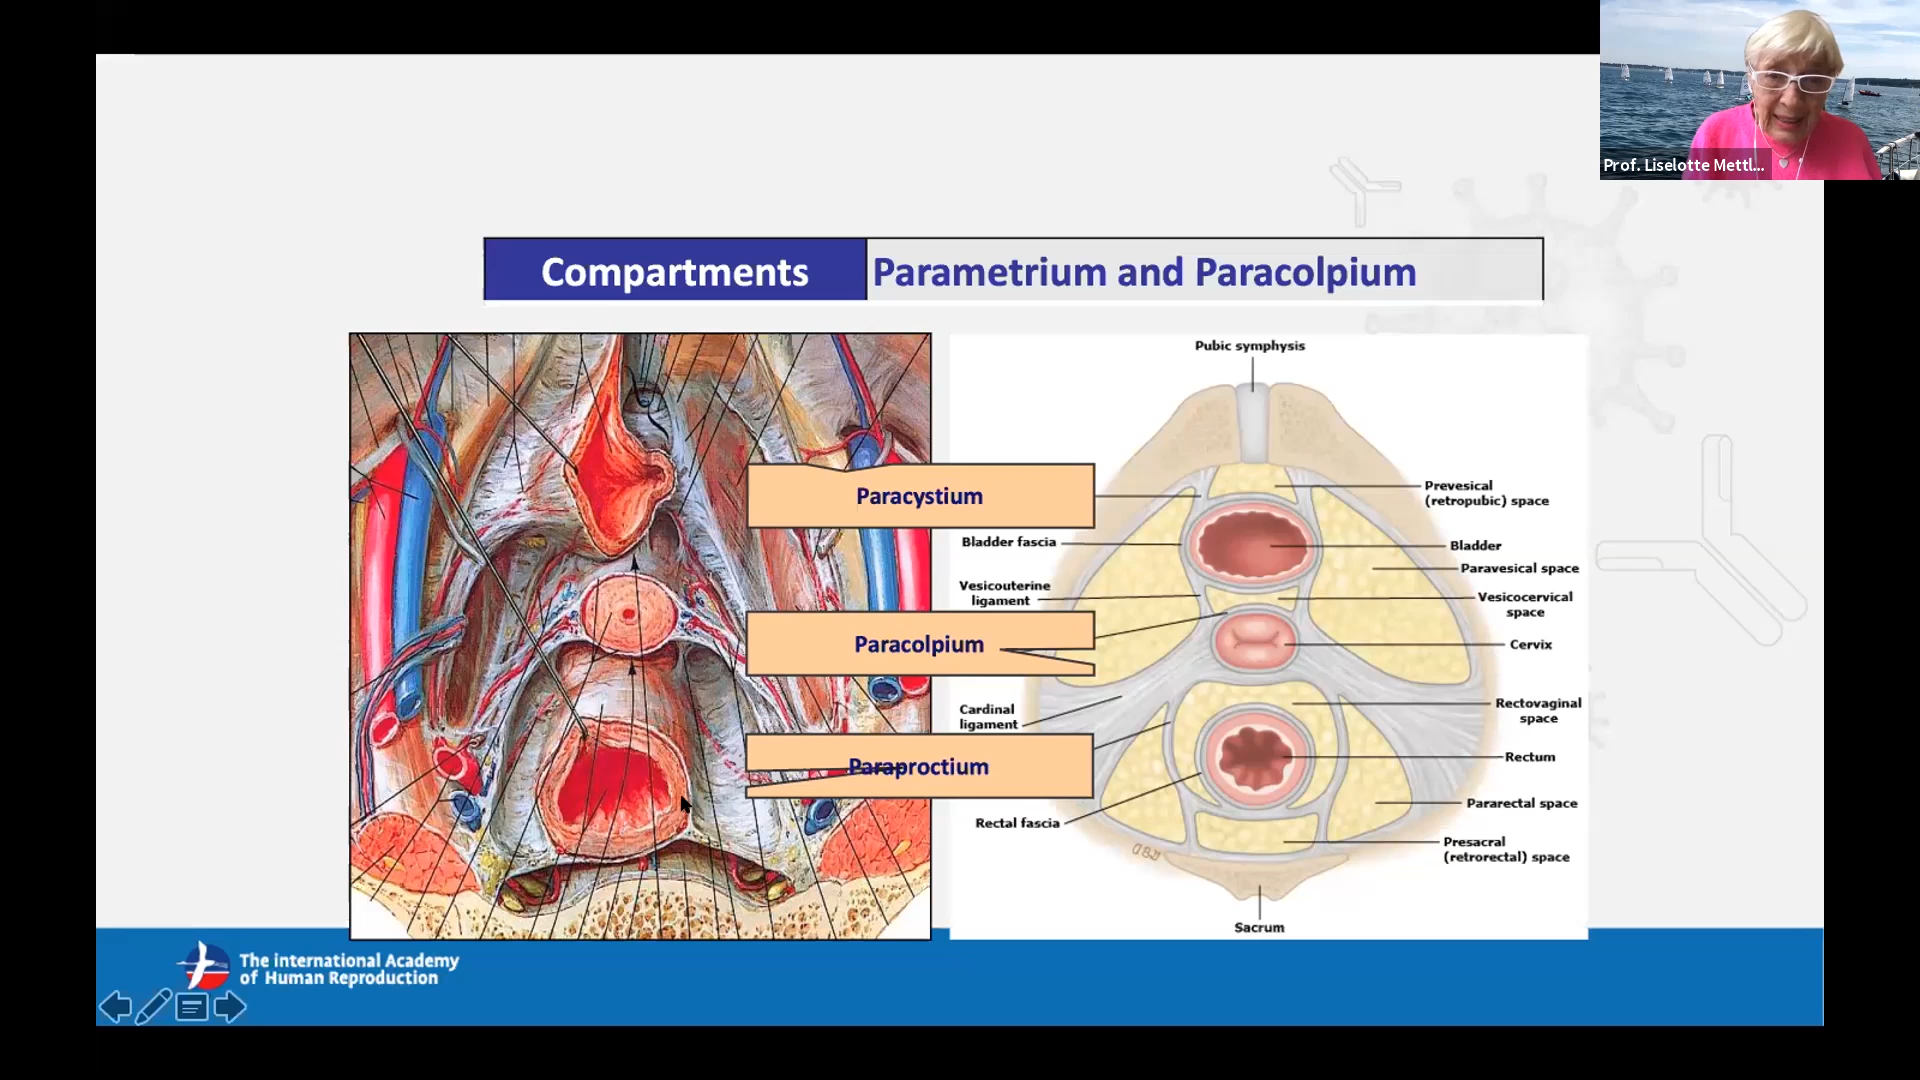 Prof. Liselotte Mettl...
Compartments
Parametrium and Paracolpium
Pubic symphysis
Paracystium
Prevesical
(retropubic) space
Bladder fascia
Bladder
Paravesical space
Vesicouterine
ligament
Vesicocervical
space
Paracolpium
Cervix
Cardinal
ligament
Rectovaginal
space
Paraproctium
Rectum
Pararectal space
Rectal fascia
Presacral
(retrorectal) space
Sacrum
The international Academy
of Human Reproduction